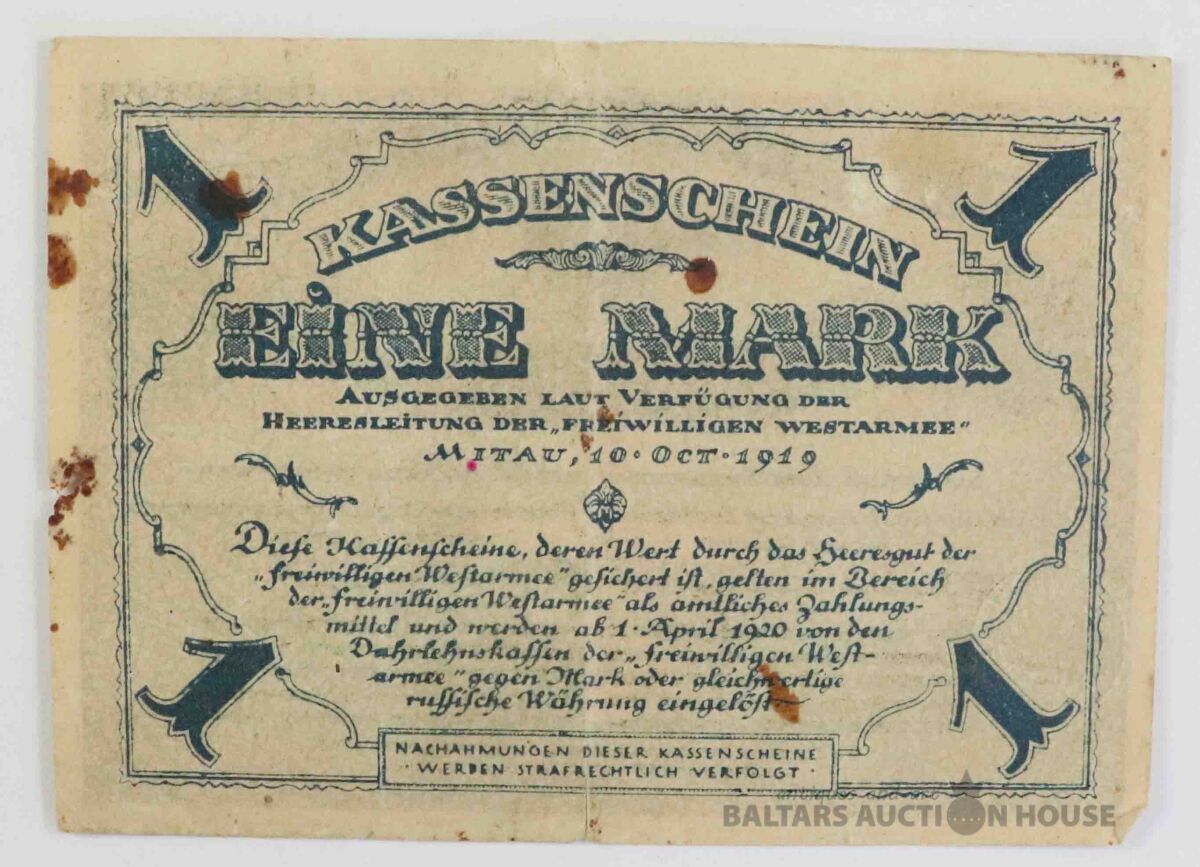 1 1
KASSENSCHEIN
EINE MARK
AUSGEGEBEN LAUT VERFÜGUNG DER
HEERESLEITUNG DER „FREIWILLIGEN WESTARMEE“
MITAU, 10·OCT·1919
Diese Kassenscheine, deren Wert durch das Heeresgut der
„freiwilligen Westarmee“ gesichert ist, gelten im Bereich
der „freiwilligen Westarmee“ als amtliches Zahlungs-
mittel und werden ab 1. April 1920 von den
Dahrlehnskassen der „freiwilligen West-
armee“ gegen Mark oder gleichwertige
russische Währung eingelöst
1 1
NACHAHMUNGEN DIESER KASSENSCHEINE
· WERDEN STRAFRECHTLICH VERFOLGT ·
BALTARS AUCTION HOUSE